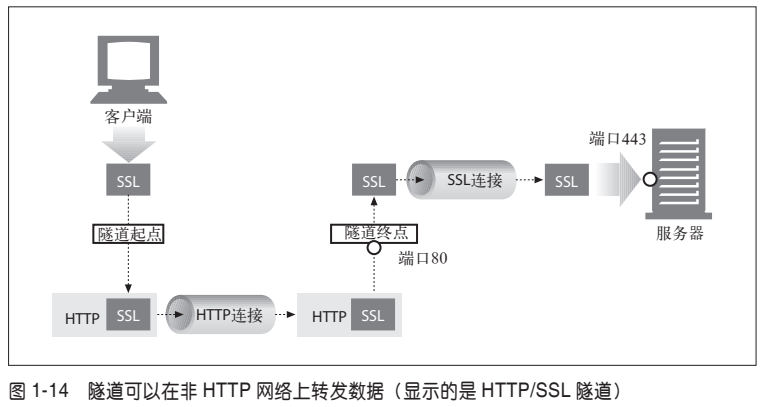 客户端
SSL
隧道起点
HTTP SSL
HTTP连接
HTTP SSL
隧道终点
端口80
SSL
SSL连接
SSL
端口443
服务器
图 1-14 隧道可以在非 HTTP 网络上转发数据（显示的是 HTTP/SSL 隧道）